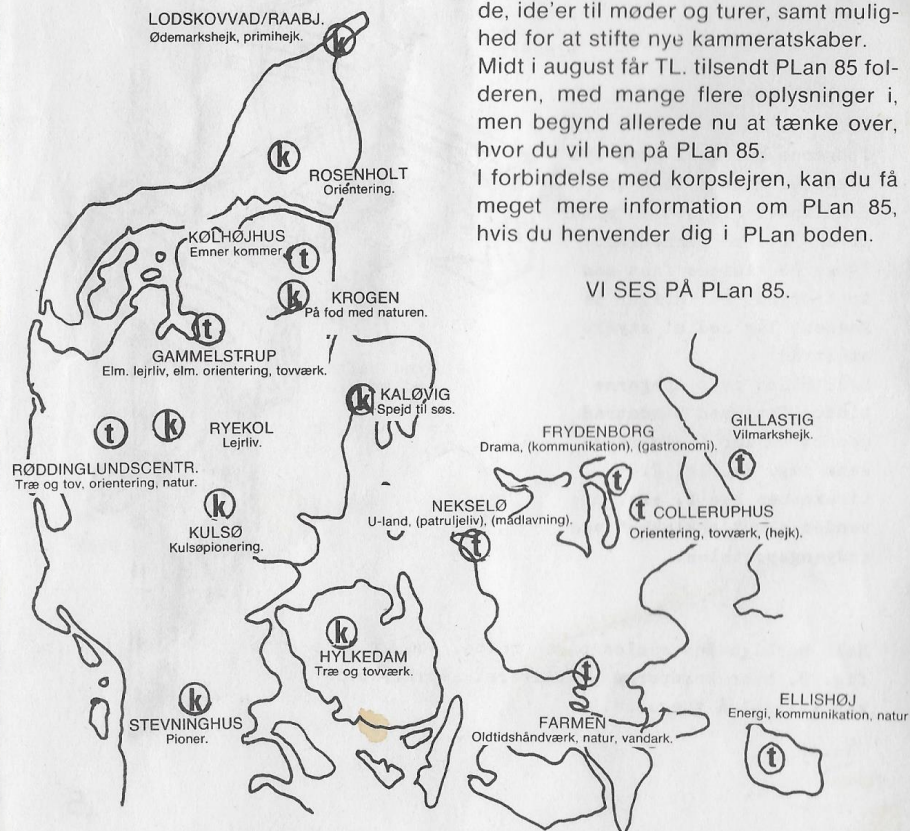 de, ide'er til møder og turer, samt mulig-
hed for at stifte nye kammeratskaber.
Midt i august får TL. tilsendt PLan 85 fol-
deren, med mange flere oplysninger i,
men begynd allerede nu at tænke over,
hvor du vil hen på PLan 85.
I forbindelse med korpslejren, kan du få
meget mere information om PLan 85,
hvis du henvender dig i PLan boden.
VI SES PÅ PLan 85.
LODSKOVVAD/RAABJ.
Ødemarkshejk, primihejk.
k
k
ROSENHOLT
Orientering.
KØLHØJHUS
Emner kommer.
t
k
KROGEN
På fod med naturen.
t
GAMMELSTRUP
Elm. lejrliv, elm. orientering, tovværk.
k
KALØVIG
Spejd til søs.
t
k
RYEKOL
Lejrliv.
RØDDINGLUNDSCENTR.
Træ og tov, orientering, natur.
k
KULSØ
Kulsøpionering.
FRYDENBORG
Drama, (kommunikation), (gastronomi).
t
GILLASTIG
Vilmarkshejk.
t
NEKSELØ
U-land, (patruljeliv), (madlavning).
t
t
COLLERUPHUS
Orientering, tovværk, (hejk).
k
HYLKEDAM
Træ og tovværk.
k
STEVNINGHUS
Pioner.
t
FARMEN
Oldtidshåndværk, natur, vandark.
ELLISHØJ
Energi, kommunikation, natur
t